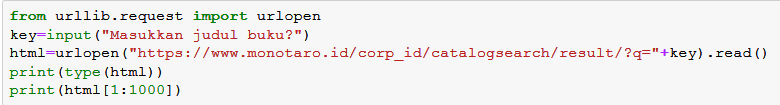 from urllib.request import urlopen
key=input("Masukkan judul buku?")
html=urlopen("https://www.monotaro.id/corp_id/catalogsearch/result/?q="+key).read()
print(type(html))
print(html[1:1000])